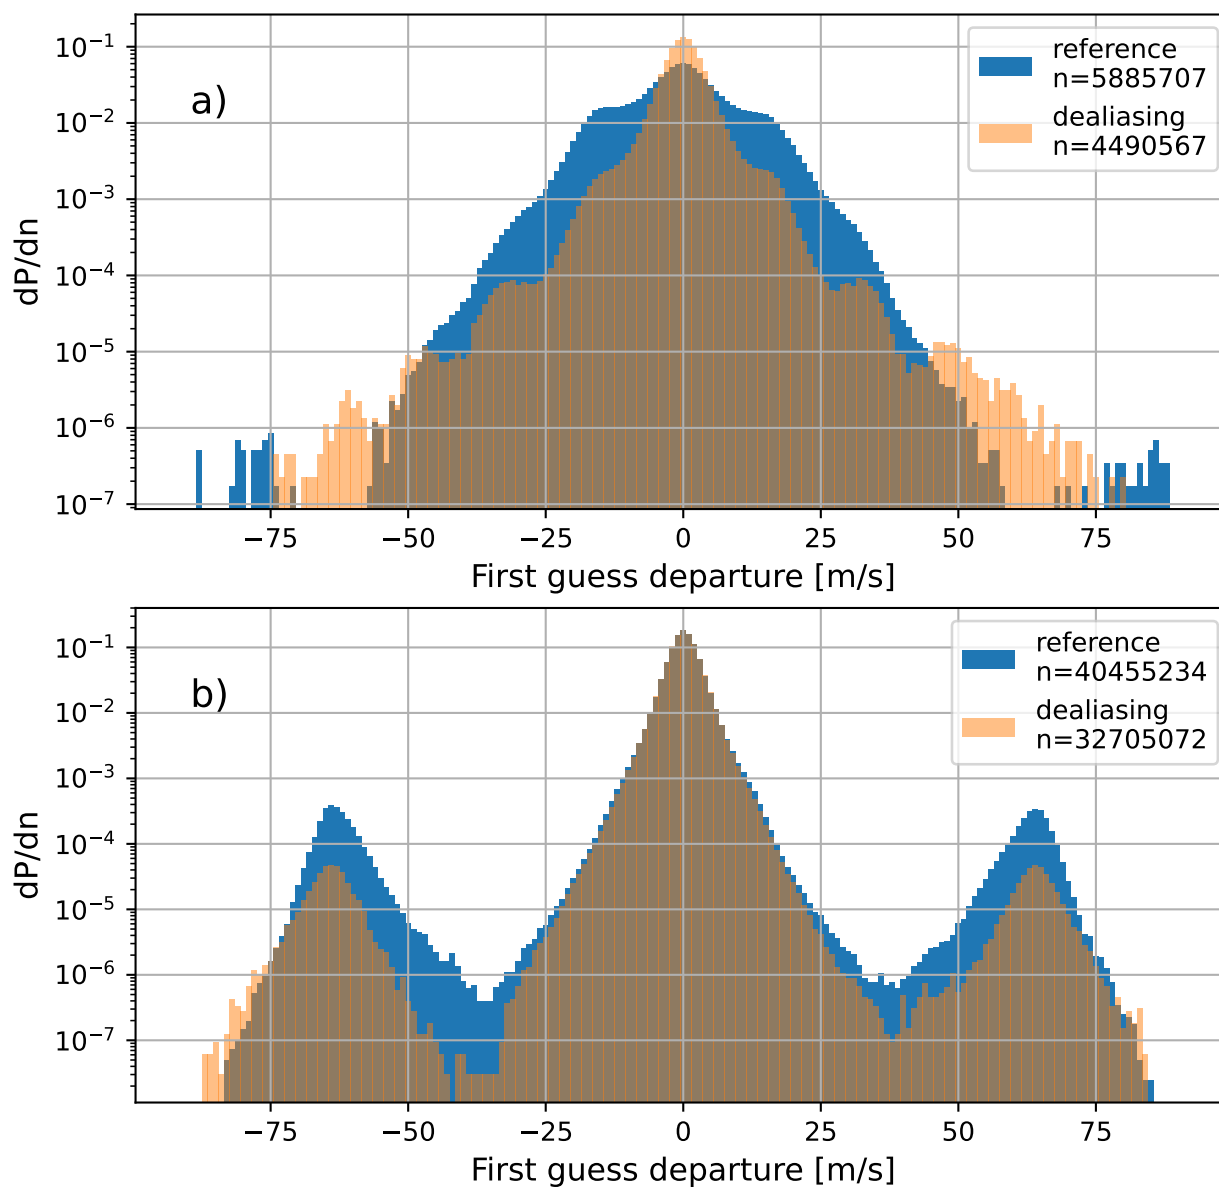 a)
reference
n=5885707
dealiasing
n=4490567
dP/dn
10⁻¹
10⁻²
10⁻³
10⁻⁴
10⁻⁵
10⁻⁶
10⁻⁷
−75 −50 −25 0 25 50 75
First guess departure [m/s]
b)
reference
n=40455234
dealiasing
n=32705072
dP/dn
10⁻¹
10⁻²
10⁻³
10⁻⁴
10⁻⁵
10⁻⁶
10⁻⁷
−75 −50 −25 0 25 50 75
First guess departure [m/s]